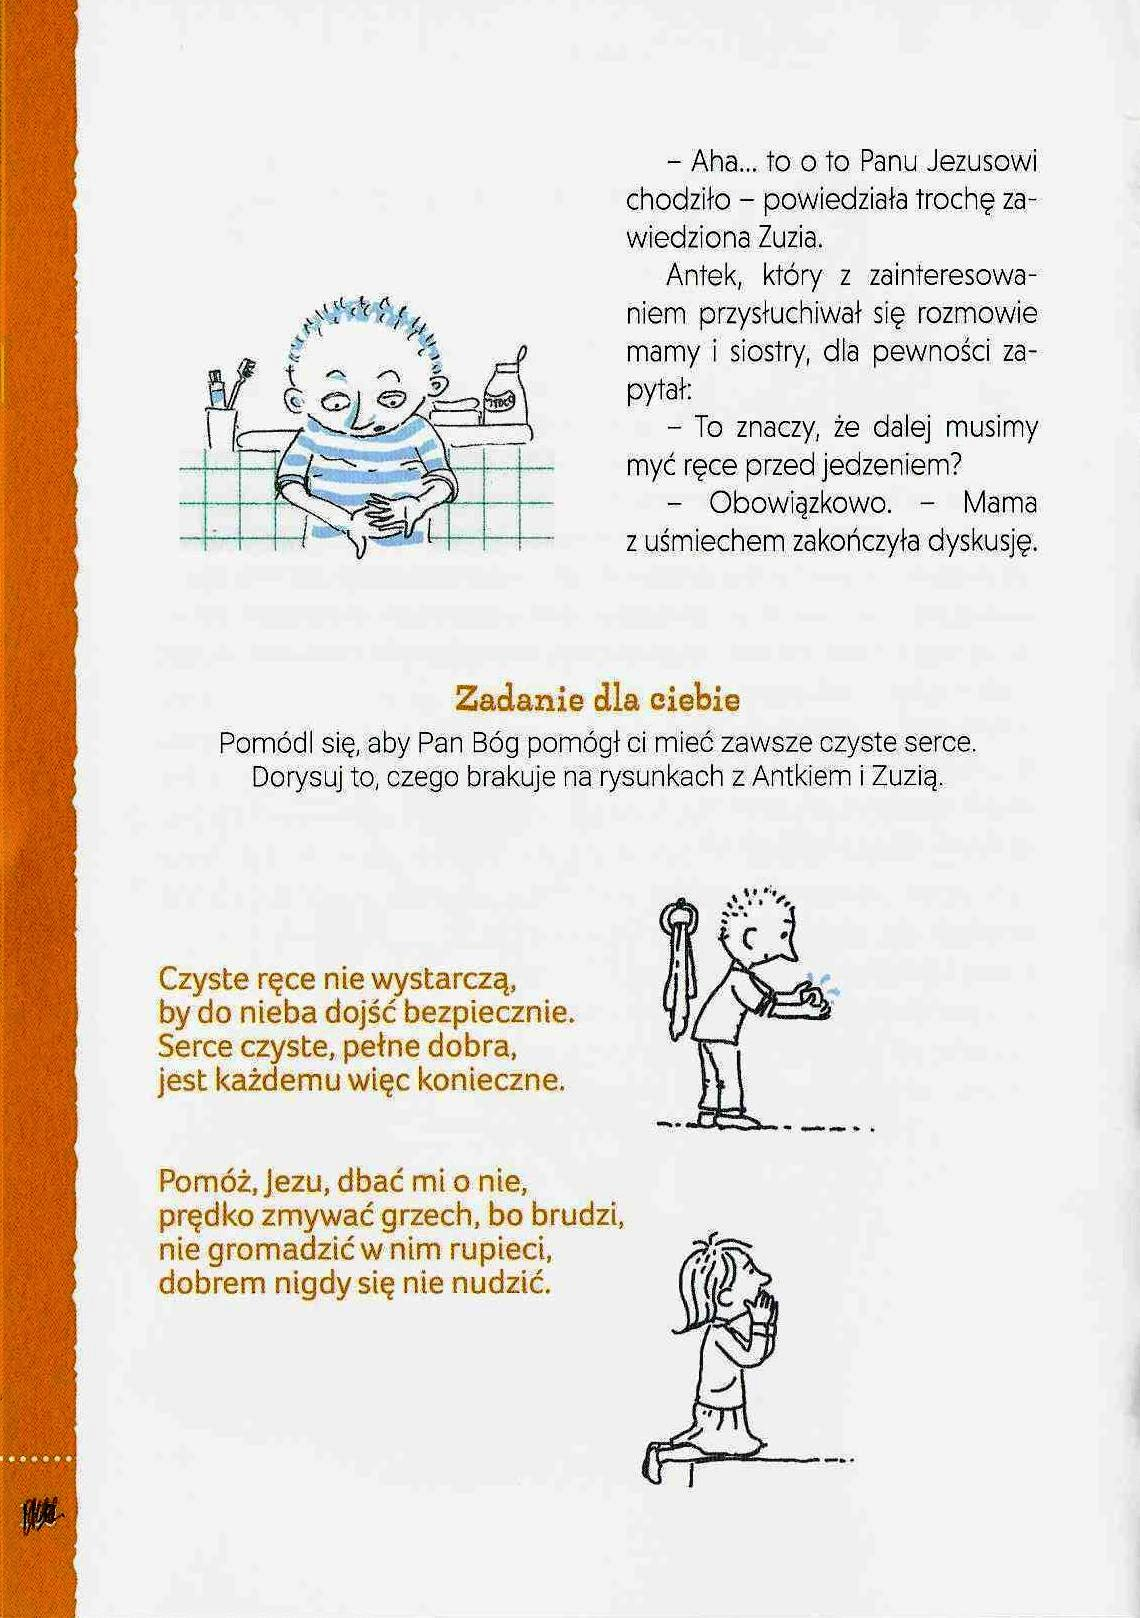 – Aha... to o to Panu Jezusowi
chodziło – powiedziała trochę za-
wiedziona Zuzia.
Antek, który z zainteresowa-
niem przysłuchiwał się rozmowie
mamy i siostry, dla pewności za-
pytał:
– To znaczy, że dalej musimy
myć ręce przed jedzeniem?
– Obowiązkowo. – Mama
z uśmiechem zakończyła dyskusję.
Zadanie dla ciebie
Pomódl się, aby Pan Bóg pomógł ci mieć zawsze czyste serce.
Dorysuj to, czego brakuje na rysunkach z Antkiem i Zuzią.
Czyste ręce nie wystarczą,
by do nieba dojść bezpiecznie.
Serce czyste, pełne dobra,
jest każdemu więc konieczne.
Pomóż, Jezu, dbać mi o nie,
prędko zmywać grzech, bo brudzi,
nie gromadzić w nim rupieci,
dobrem nigdy się nie nudzić.